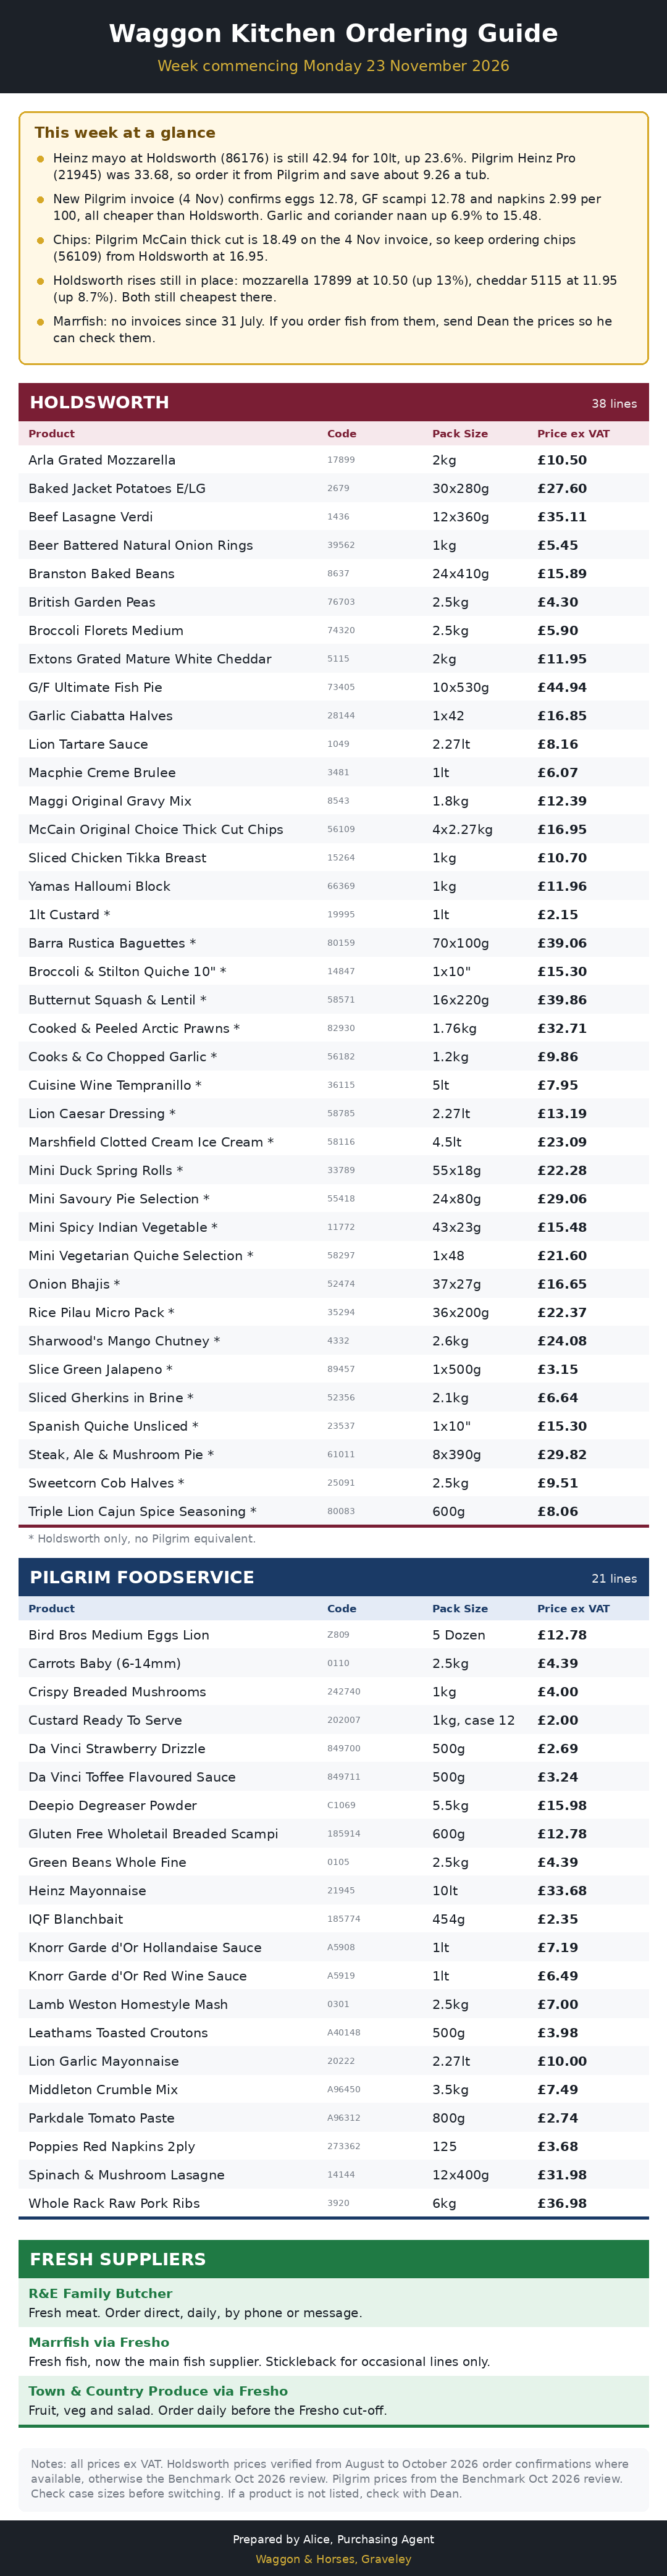 Waggon Kitchen Ordering Guide
Week commencing Monday 23 November 2026
This week at a glance
Heinz mayo at Holdsworth (86176) is still 42.94 for 10lt, up 23.6%. Pilgrim Heinz Pro
(21945) was 33.68, so order it from Pilgrim and save about 9.26 a tub.
New Pilgrim invoice (4 Nov) confirms eggs 12.78, GF scampi 12.78 and napkins 2.99 per
100, all cheaper than Holdsworth. Garlic and coriander naan up 6.9% to 15.48.
Chips: Pilgrim McCain thick cut is 18.49 on the 4 Nov invoice, so keep ordering chips
(56109) from Holdsworth at 16.95.
Holdsworth rises still in place: mozzarella 17899 at 10.50 (up 13%), cheddar 5115 at 11.95
(up 8.7%). Both still cheapest there.
Marrfish: no invoices since 31 July. If you order fish from them, send Dean the prices so he
can check them.
HOLDSWORTH 38 lines
Product Code Pack Size Price ex VAT
Arla Grated Mozzarella 17899 2kg £10.50
Baked Jacket Potatoes E/LG 2679 30x280g £27.60
Beef Lasagne Verdi 1436 12x360g £35.11
Beer Battered Natural Onion Rings 39562 1kg £5.45
Branston Baked Beans 8637 24x410g £15.89
British Garden Peas 76703 2.5kg £4.30
Broccoli Florets Medium 74320 2.5kg £5.90
Extons Grated Mature White Cheddar 5115 2kg £11.95
G/F Ultimate Fish Pie 73405 10x530g £44.94
Garlic Ciabatta Halves 28144 1x42 £16.85
Lion Tartare Sauce 1049 2.27lt £8.16
Macphie Creme Brulee 3481 1lt £6.07
Maggi Original Gravy Mix 8543 1.8kg £12.39
McCain Original Choice Thick Cut Chips 56109 4x2.27kg £16.95
Sliced Chicken Tikka Breast 15264 1kg £10.70
Yamas Halloumi Block 66369 1kg £11.96
1lt Custard * 19995 1lt £2.15
Barra Rustica Baguettes * 80159 70x100g £39.06
Broccoli & Stilton Quiche 10" * 14847 1x10" £15.30
Butternut Squash & Lentil * 58571 16x220g £39.86
Cooked & Peeled Arctic Prawns * 82930 1.76kg £32.71
Cooks & Co Chopped Garlic * 56182 1.2kg £9.86
Cuisine Wine Tempranillo * 36115 5lt £7.95
Lion Caesar Dressing * 58785 2.27lt £13.19
Marshfield Clotted Cream Ice Cream * 58116 4.5lt £23.09
Mini Duck Spring Rolls * 33789 55x18g £22.28
Mini Savoury Pie Selection * 55418 24x80g £29.06
Mini Spicy Indian Vegetable * 11772 43x23g £15.48
Mini Vegetarian Quiche Selection * 58297 1x48 £21.60
Onion Bhajis * 52474 37x27g £16.65
Rice Pilau Micro Pack * 35294 36x200g £22.37
Sharwood's Mango Chutney * 4332 2.6kg £24.08
Slice Green Jalapeno * 89457 1x500g £3.15
Sliced Gherkins in Brine * 52356 2.1kg £6.64
Spanish Quiche Unsliced * 23537 1x10" £15.30
Steak, Ale & Mushroom Pie * 61011 8x390g £29.82
Sweetcorn Cob Halves * 25091 2.5kg £9.51
Triple Lion Cajun Spice Seasoning * 80083 600g £8.06
* Holdsworth only, no Pilgrim equivalent.
PILGRIM FOODSERVICE 21 lines
Product Code Pack Size Price ex VAT
Bird Bros Medium Eggs Lion Z809 5 Dozen £12.78
Carrots Baby (6-14mm) 0110 2.5kg £4.39
Crispy Breaded Mushrooms 242740 1kg £4.00
Custard Ready To Serve 202007 1kg, case 12 £2.00
Da Vinci Strawberry Drizzle 849700 500g £2.69
Da Vinci Toffee Flavoured Sauce 849711 500g £3.24
Deepio Degreaser Powder C1069 5.5kg £15.98
Gluten Free Wholetail Breaded Scampi 185914 600g £12.78
Green Beans Whole Fine 0105 2.5kg £4.39
Heinz Mayonnaise 21945 10lt £33.68
IQF Blanchbait 185774 454g £2.35
Knorr Garde d'Or Hollandaise Sauce A5908 1lt £7.19
Knorr Garde d'Or Red Wine Sauce A5919 1lt £6.49
Lamb Weston Homestyle Mash 0301 2.5kg £7.00
Leathams Toasted Croutons A40148 500g £3.98
Lion Garlic Mayonnaise 20222 2.27lt £10.00
Middleton Crumble Mix A96450 3.5kg £7.49
Parkdale Tomato Paste A96312 800g £2.74
Poppies Red Napkins 2ply 273362 125 £3.68
Spinach & Mushroom Lasagne 14144 12x400g £31.98
Whole Rack Raw Pork Ribs 3920 6kg £36.98
FRESH SUPPLIERS
R&E Family Butcher
Fresh meat. Order direct, daily, by phone or message.
Marrfish via Fresho
Fresh fish, now the main fish supplier. Stickleback for occasional lines only.
Town & Country Produce via Fresho
Fruit, veg and salad. Order daily before the Fresho cut-off.
Notes: all prices ex VAT. Holdsworth prices verified from August to October 2026 order confirmations where
available, otherwise the Benchmark Oct 2026 review. Pilgrim prices from the Benchmark Oct 2026 review.
Check case sizes before switching. If a product is not listed, check with Dean.
Prepared by Alice, Purchasing Agent
Waggon & Horses, Graveley